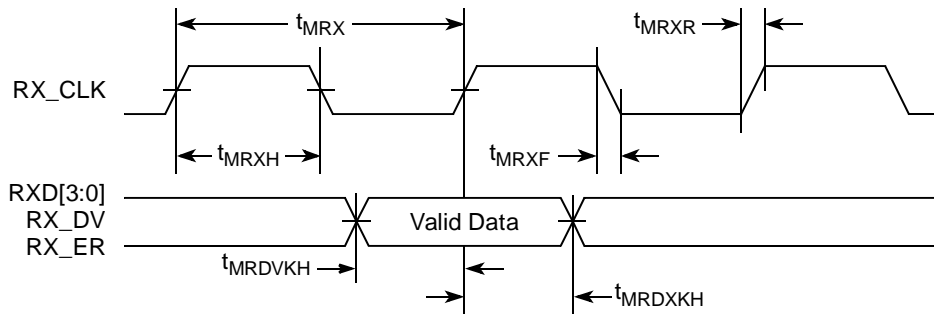 tMRX
tMRXR
RX_CLK
tMRXH
tMRXF
RXD[3:0]
RX_DV
Valid Data
RX_ER
tMRDVKH
tMRDXKH